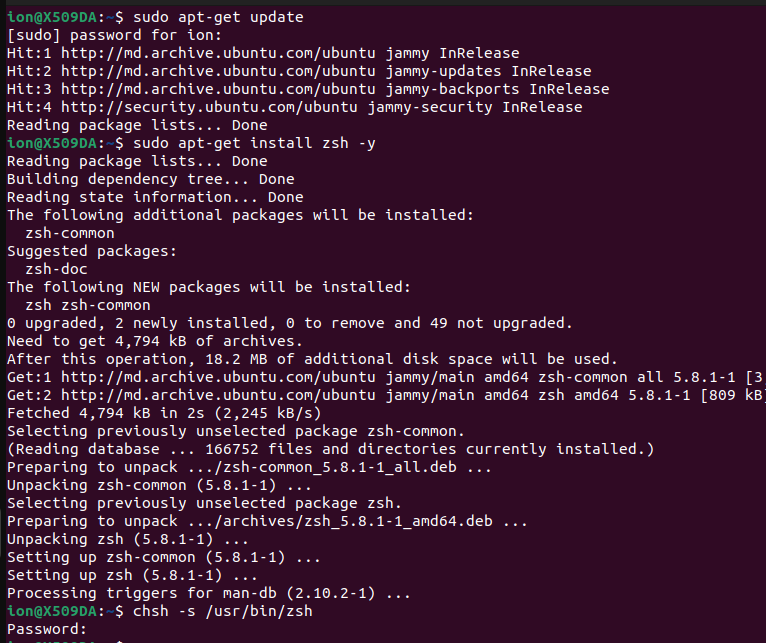 ion@X509DA:~$ sudo apt-get update
[sudo] password for ion:
Hit:1 http://md.archive.ubuntu.com/ubuntu jammy InRelease
Hit:2 http://md.archive.ubuntu.com/ubuntu jammy-updates InRelease
Hit:3 http://md.archive.ubuntu.com/ubuntu jammy-backports InRelease
Hit:4 http://security.ubuntu.com/ubuntu jammy-security InRelease
Reading package lists... Done
ion@X509DA:~$ sudo apt-get install zsh -y
Reading package lists... Done
Building dependency tree... Done
Reading state information... Done
The following additional packages will be installed:
  zsh-common
Suggested packages:
  zsh-doc
The following NEW packages will be installed:
  zsh zsh-common
0 upgraded, 2 newly installed, 0 to remove and 49 not upgraded.
Need to get 4,794 kB of archives.
After this operation, 18.2 MB of additional disk space will be used.
Get:1 http://md.archive.ubuntu.com/ubuntu jammy/main amd64 zsh-common all 5.8.1-1 [3
Get:2 http://md.archive.ubuntu.com/ubuntu jammy/main amd64 zsh amd64 5.8.1-1 [809 kB]
Fetched 4,794 kB in 2s (2,245 kB/s)
Selecting previously unselected package zsh-common.
(Reading database ... 166752 files and directories currently installed.)
Preparing to unpack .../zsh-common_5.8.1-1_all.deb ...
Unpacking zsh-common (5.8.1-1) ...
Selecting previously unselected package zsh.
Preparing to unpack .../archives/zsh_5.8.1-1_amd64.deb ...
Unpacking zsh (5.8.1-1) ...
Setting up zsh-common (5.8.1-1) ...
Setting up zsh (5.8.1-1) ...
Processing triggers for man-db (2.10.2-1) ...
ion@X509DA:~$ chsh -s /usr/bin/zsh
Password: